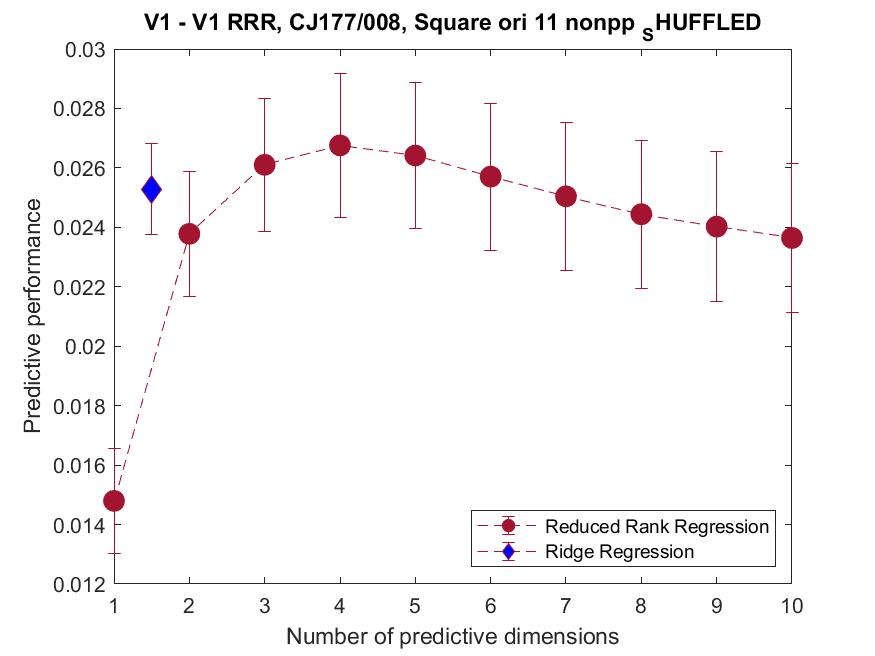 V1 - V1 RRR, CJ177/008, Square ori 11 nonpp SHUFFLED
0.03
0.028
0.026
0.024
0.022
0.02
0.018
0.016
0.014
0.012
Predictive performance
Reduced Rank Regression
Ridge Regression
1 2 3 4 5 6 7 8 9 10
Number of predictive dimensions